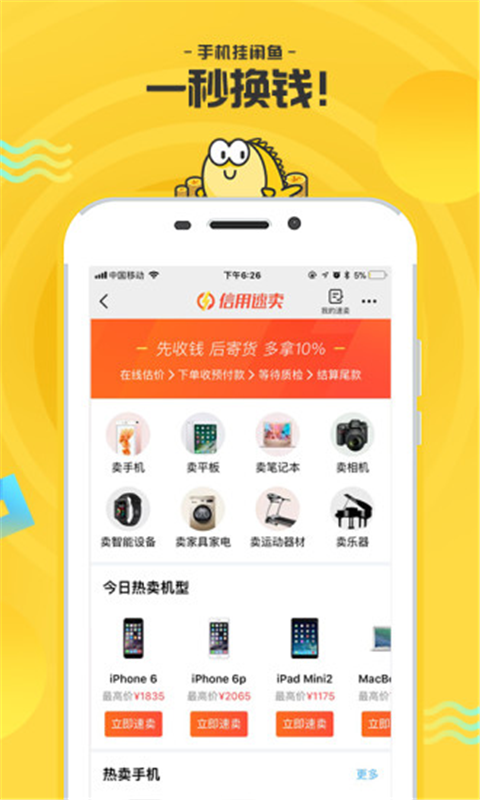 手机挂闲鱼
一秒换钱!
中国移动 下午6:26 5%
信用速卖
我的速卖
先收钱 后寄货 多拿10%
在线估价 > 下单收预付款 > 等待质检 > 结算尾款
卖手机 卖平板 卖笔记本 卖相机
卖智能设备 卖家具家电 卖运动器材 卖乐器
今日热卖机型
iPhone 6 iPhone 6p iPad Mini2 MacBo
最高价¥1835 最高价¥2065 最高价¥1175 最高价
立即速卖 立即速卖 立即速卖 立即
热卖手机 更多